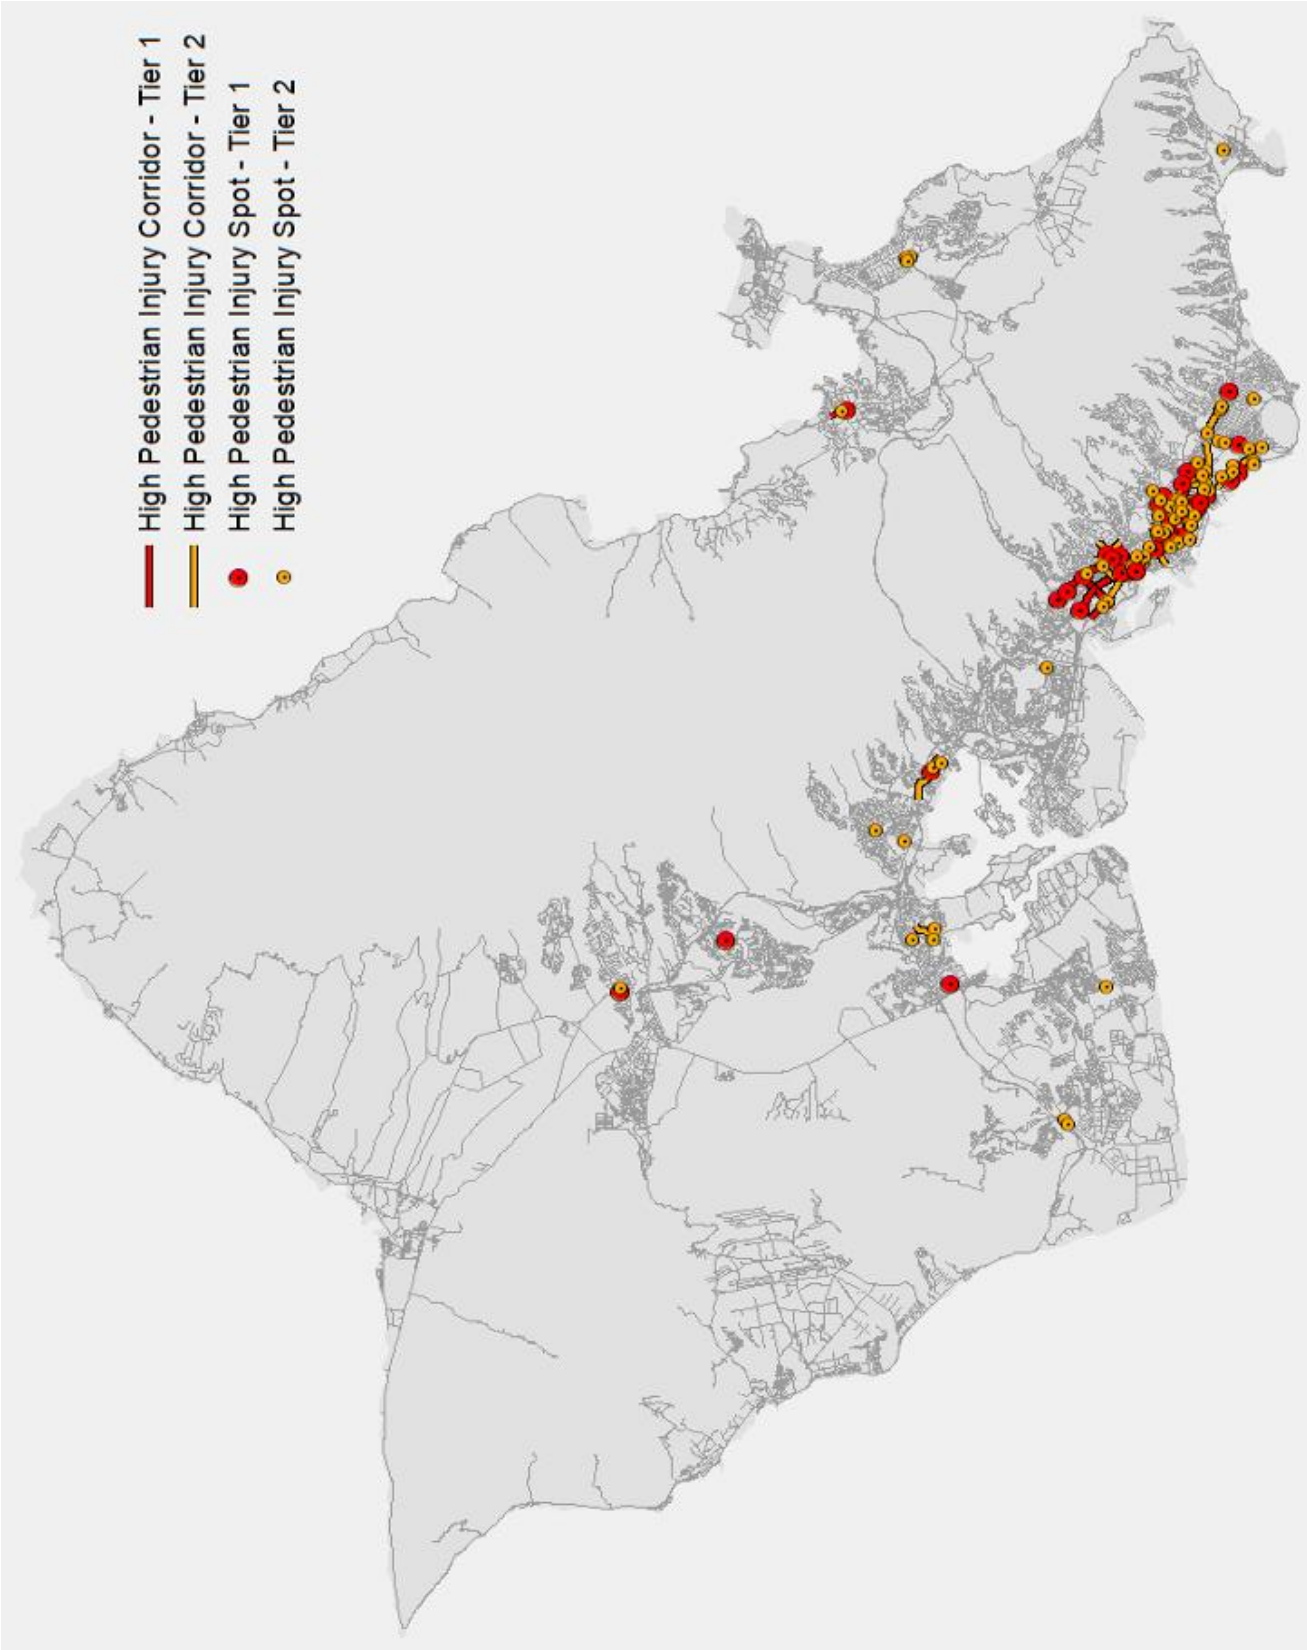 High Pedestrian Injury Corridor - Tier 1
High Pedestrian Injury Corridor - Tier 2
High Pedestrian Injury Spot - Tier 1
High Pedestrian Injury Spot - Tier 2